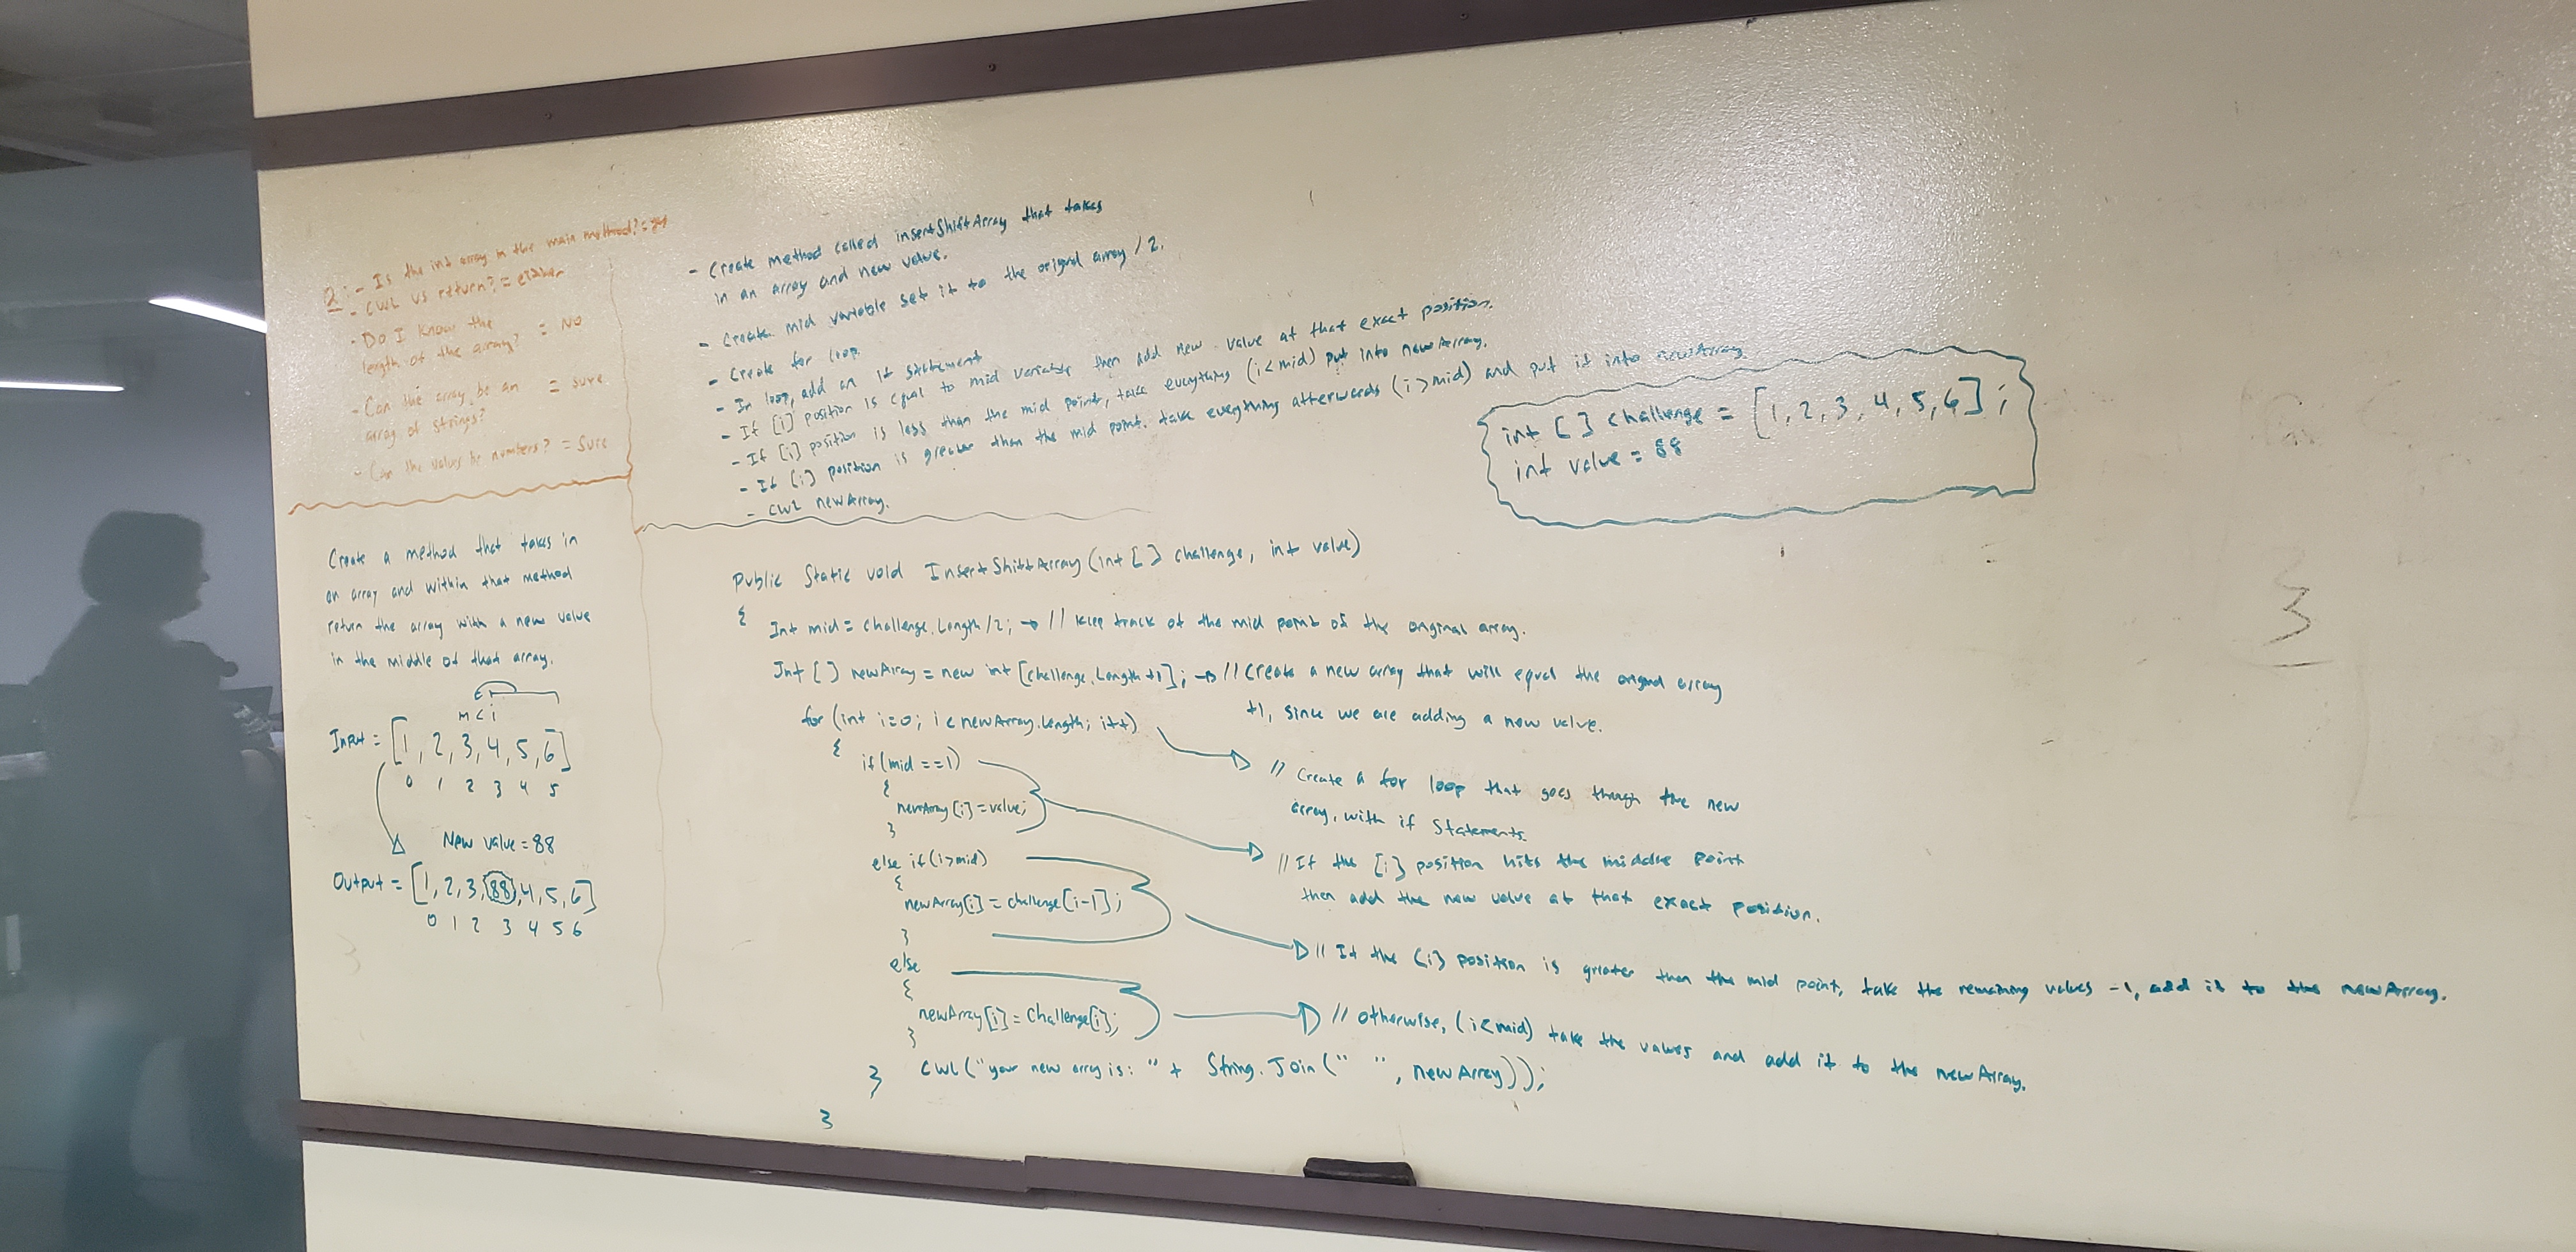 2: - Is the int array in the main method? = yes
- CWL vs return? = either
- Do I know the
length of the array? = No
- Can the array be an
array of strings? = sure
- Can the values be numbers? = sure
Create a method that takes in
an array and within that method
return the array with a new value
in the middle of that array.
M < i
Input = [1, 2, 3, 4, 5, 6]
0 1 2 3 4 5
New value = 88
Output = [1, 2, 3, 88, 4, 5, 6]
0 1 2 3 4 5 6
- Create method called insertShiftArray that takes
in an array and new value.
- Create mid variable set it to the original array / 2.
- Create for loop
- In loop, add an if statement
- If [i] position is equal to mid variable then add new value at that exact position.
- If [i] position is less than the mid point, take everything (i < mid) put into newArray.
- If [i] position is greater than the mid point. take everything afterwards (i > mid) and put it into newArray
- CWL newArray.
int [ ] challenge = [1, 2, 3, 4, 5, 6] ;
int value = 88
Public Static void InsertShiftArray (int [ ] challenge, int value)
{
Int mid = challenge.Length / 2; → // keep track of the mid point of the original array.
Int [ ] newArray = new int [challenge.Length +1] ; → // Create a new array that will equal the original array
+1, since we are adding a new value.
for (int i = 0; i < newArray.length; i++)
{
// Create a for loop that goes through the new
array, with if Statements.
if (mid == i)
{
newArray [i] = value;
}
// If the [i] position hits the middle point
then add the new value at that exact position.
else if (i > mid)
{
newArray[i] = challenge [i-1] ;
}
// If the [i] position is greater than the mid point, take the remaining values -1, add it to the newArray.
else
{
newArray [i] = challenge[i];
}
// otherwise, (i < mid) take the values and add it to the newArray.
} CWL ("your new array is: " + String. Join (" ", newArray));
}
3